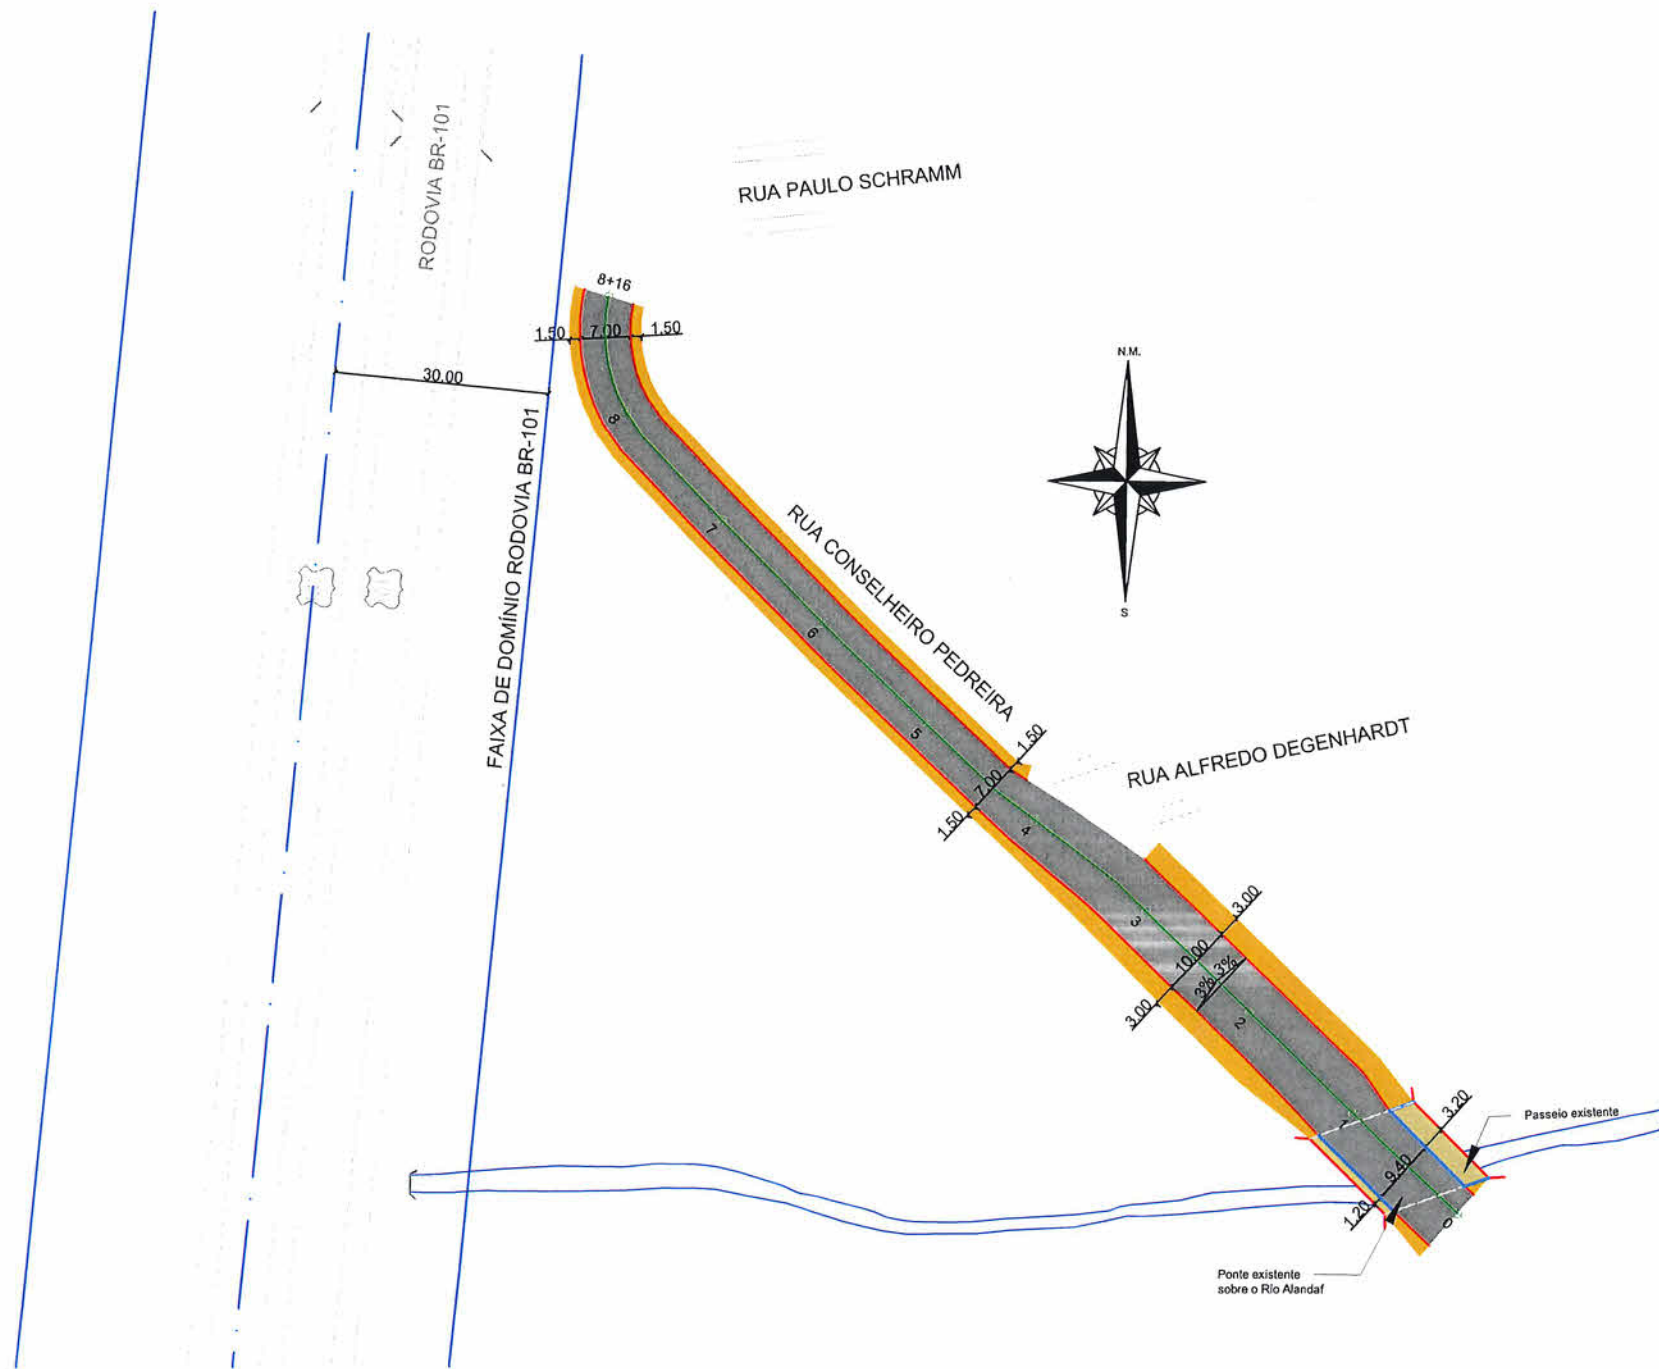 RODOVIA BR-101
RUA PAULO SCHRAMM
8+16
1.50
7.00
1.50
30.00
N.M.
8
FAIXA DE DOMÍNIO RODOVIA BR-101
7
RUA CONSELHEIRO PEDREIRA
S
6
5
1.50
7.00
1.50
RUA ALFREDO DEGENHARDT
4
3
3.00
10.00
3%
3%
3.00
2
1
3.20
Passeio existente
9.40
1.20
0
Ponte existente
sobre o Rio Alandaf